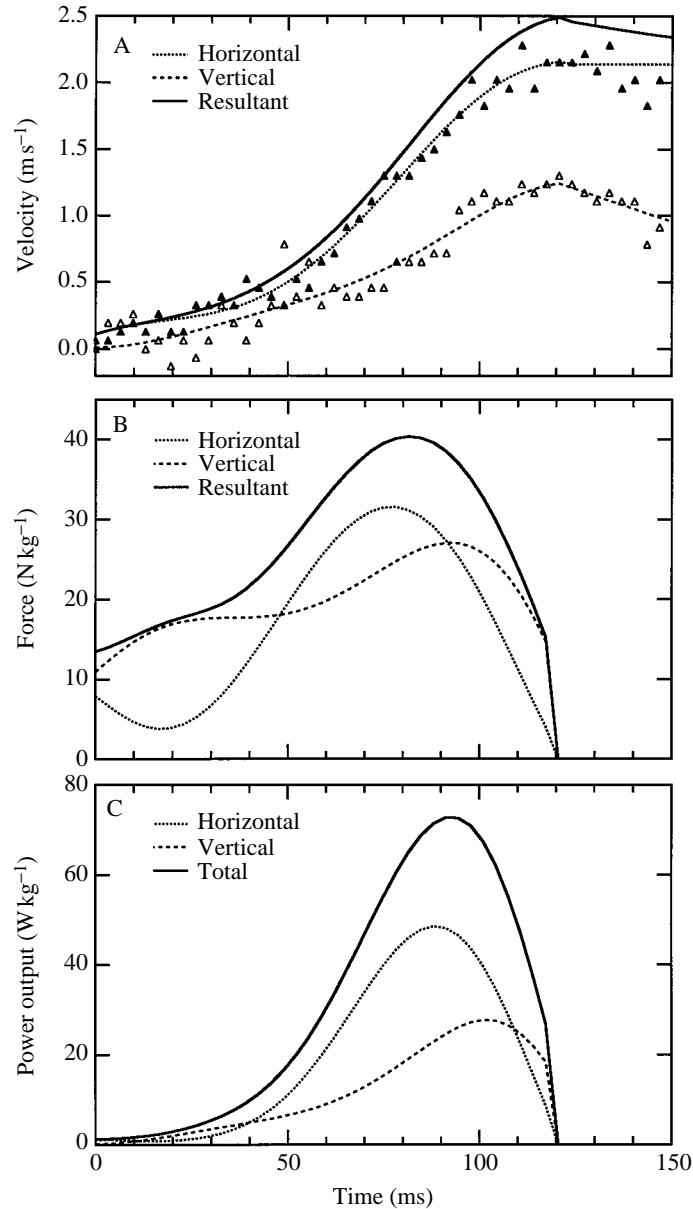 2.5
A
Horizontal
Vertical
Resultant
2.0
1.5
1.0
0.5
0.0
Velocity (m s⁻¹)
B
Horizontal
Vertical
Resultant
40
30
20
10
0
Force (N kg⁻¹)
80
C
Horizontal
Vertical
Total
60
40
20
0
Power output (W kg⁻¹)
0 50 100 150
Time (ms)